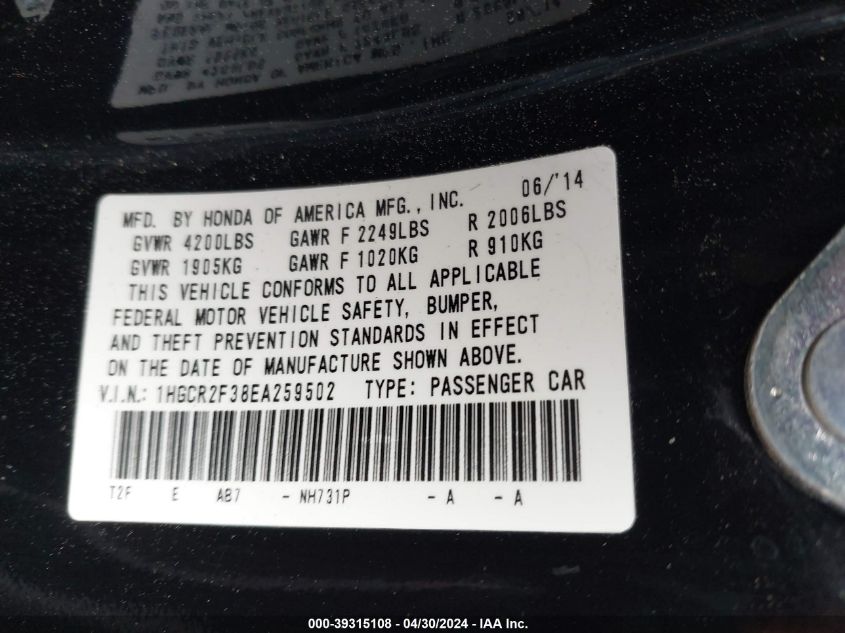 MFD. BY HONDA OF AMERICA MFG., INC. 06/'14
GVWR 4200LBS GAWR F 2249LBS R 2006LBS
GVWR 1905KG GAWR F 1020KG R 910KG
THIS VEHICLE CONFORMS TO ALL APPLICABLE
FEDERAL MOTOR VEHICLE SAFETY, BUMPER,
AND THEFT PREVENTION STANDARDS IN EFFECT
ON THE DATE OF MANUFACTURE SHOWN ABOVE.
V.I.N.: 1HGCR2F38EA259502 TYPE: PASSENGER CAR
T2F E AB7 - NH731P - A - A
000-39315108 - 04/30/2024 - IAA Inc.